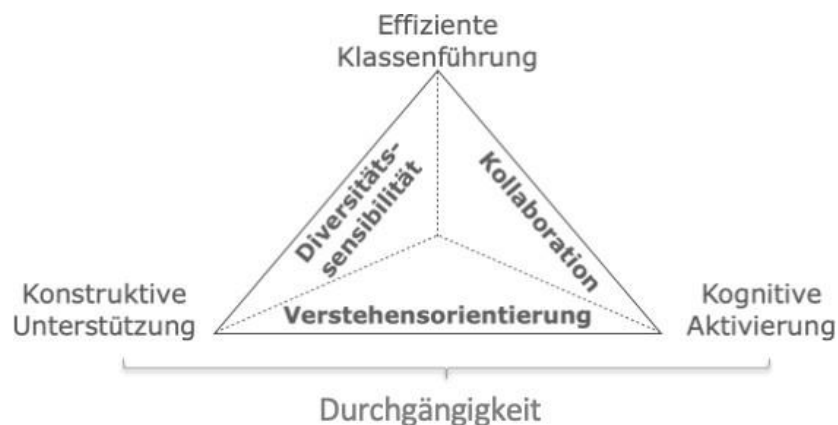 Effiziente
Klassenführung
Diversitäts-
sensibilität
Kollaboration
Konstruktive
Unterstützung
Verstehensorientierung
Kognitive
Aktivierung
Durchgängigkeit